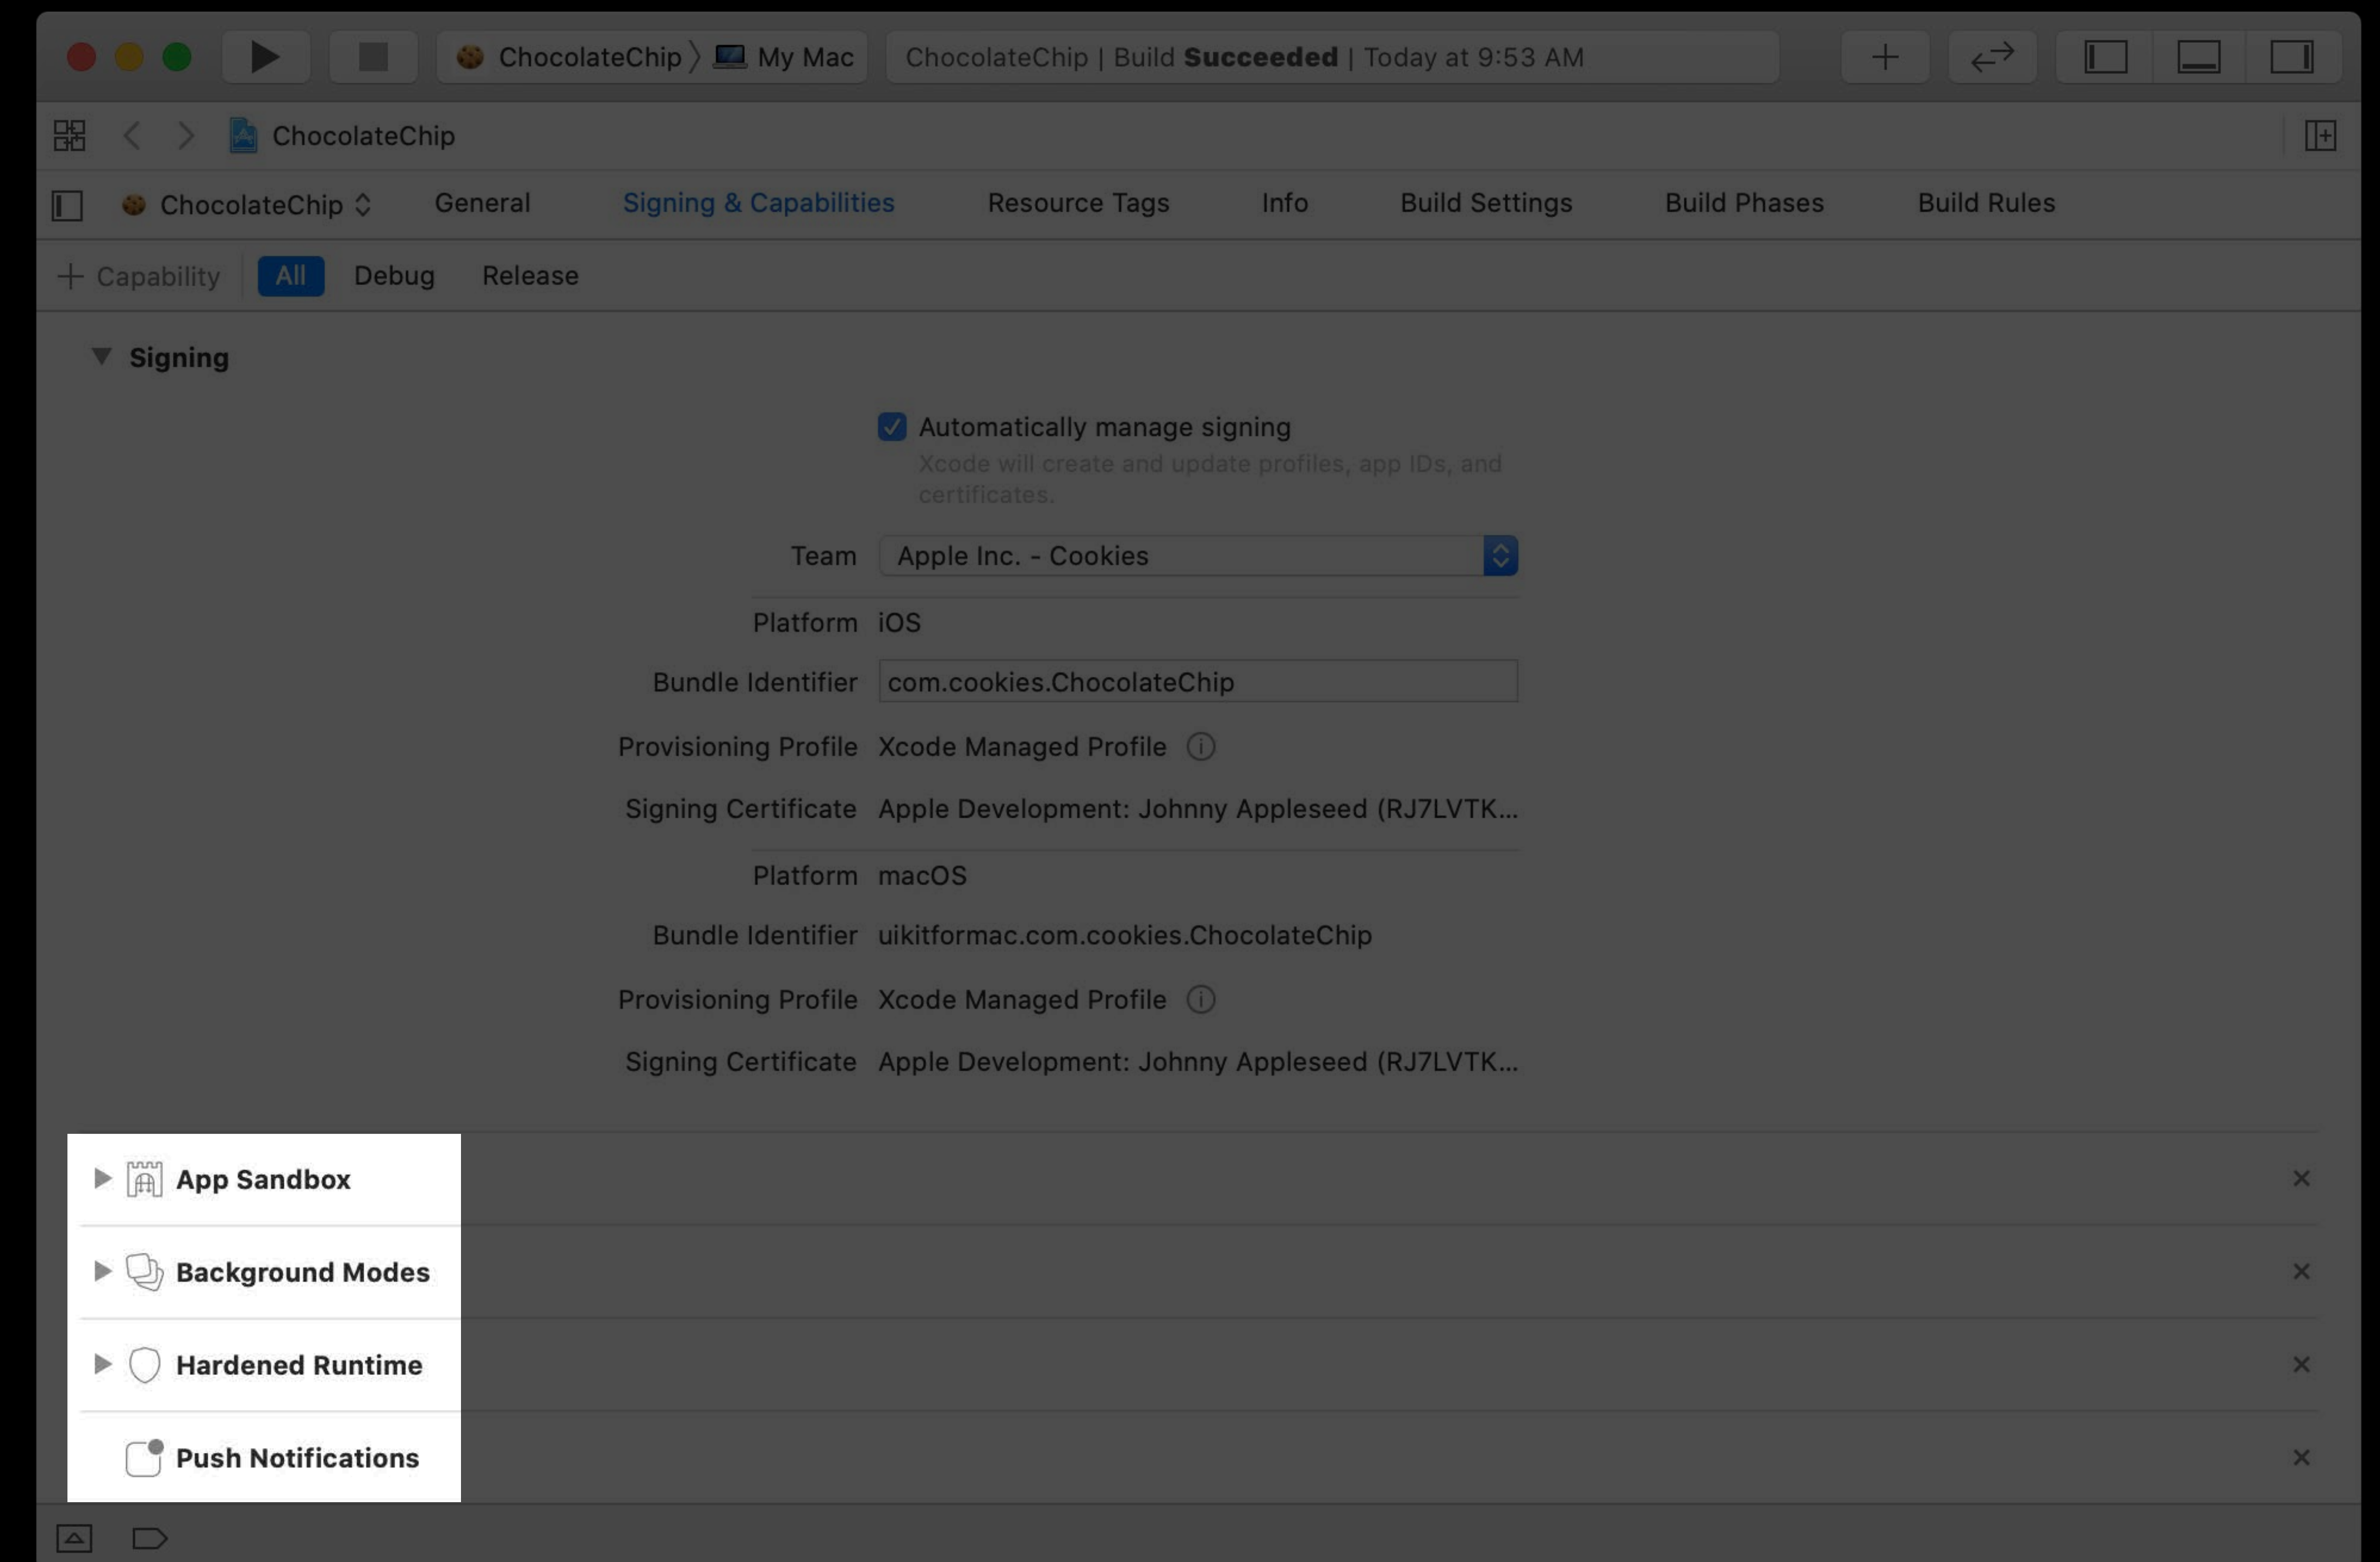 ChocolateChip 〉 My Mac
ChocolateChip | Build Succeeded | Today at 9:53 AM
ChocolateChip
ChocolateChip General Signing & Capabilities Resource Tags Info Build Settings Build Phases Build Rules
+ Capability All Debug Release
Signing
Automatically manage signing
Xcode will create and update profiles, app IDs, and
certificates.
Team Apple Inc. - Cookies
Platform iOS
Bundle Identifier com.cookies.ChocolateChip
Provisioning Profile Xcode Managed Profile
Signing Certificate Apple Development: Johnny Appleseed (RJ7LVTK...
Platform macOS
Bundle Identifier uikitformac.com.cookies.ChocolateChip
Provisioning Profile Xcode Managed Profile
Signing Certificate Apple Development: Johnny Appleseed (RJ7LVTK...
App Sandbox
Background Modes
Hardened Runtime
Push Notifications